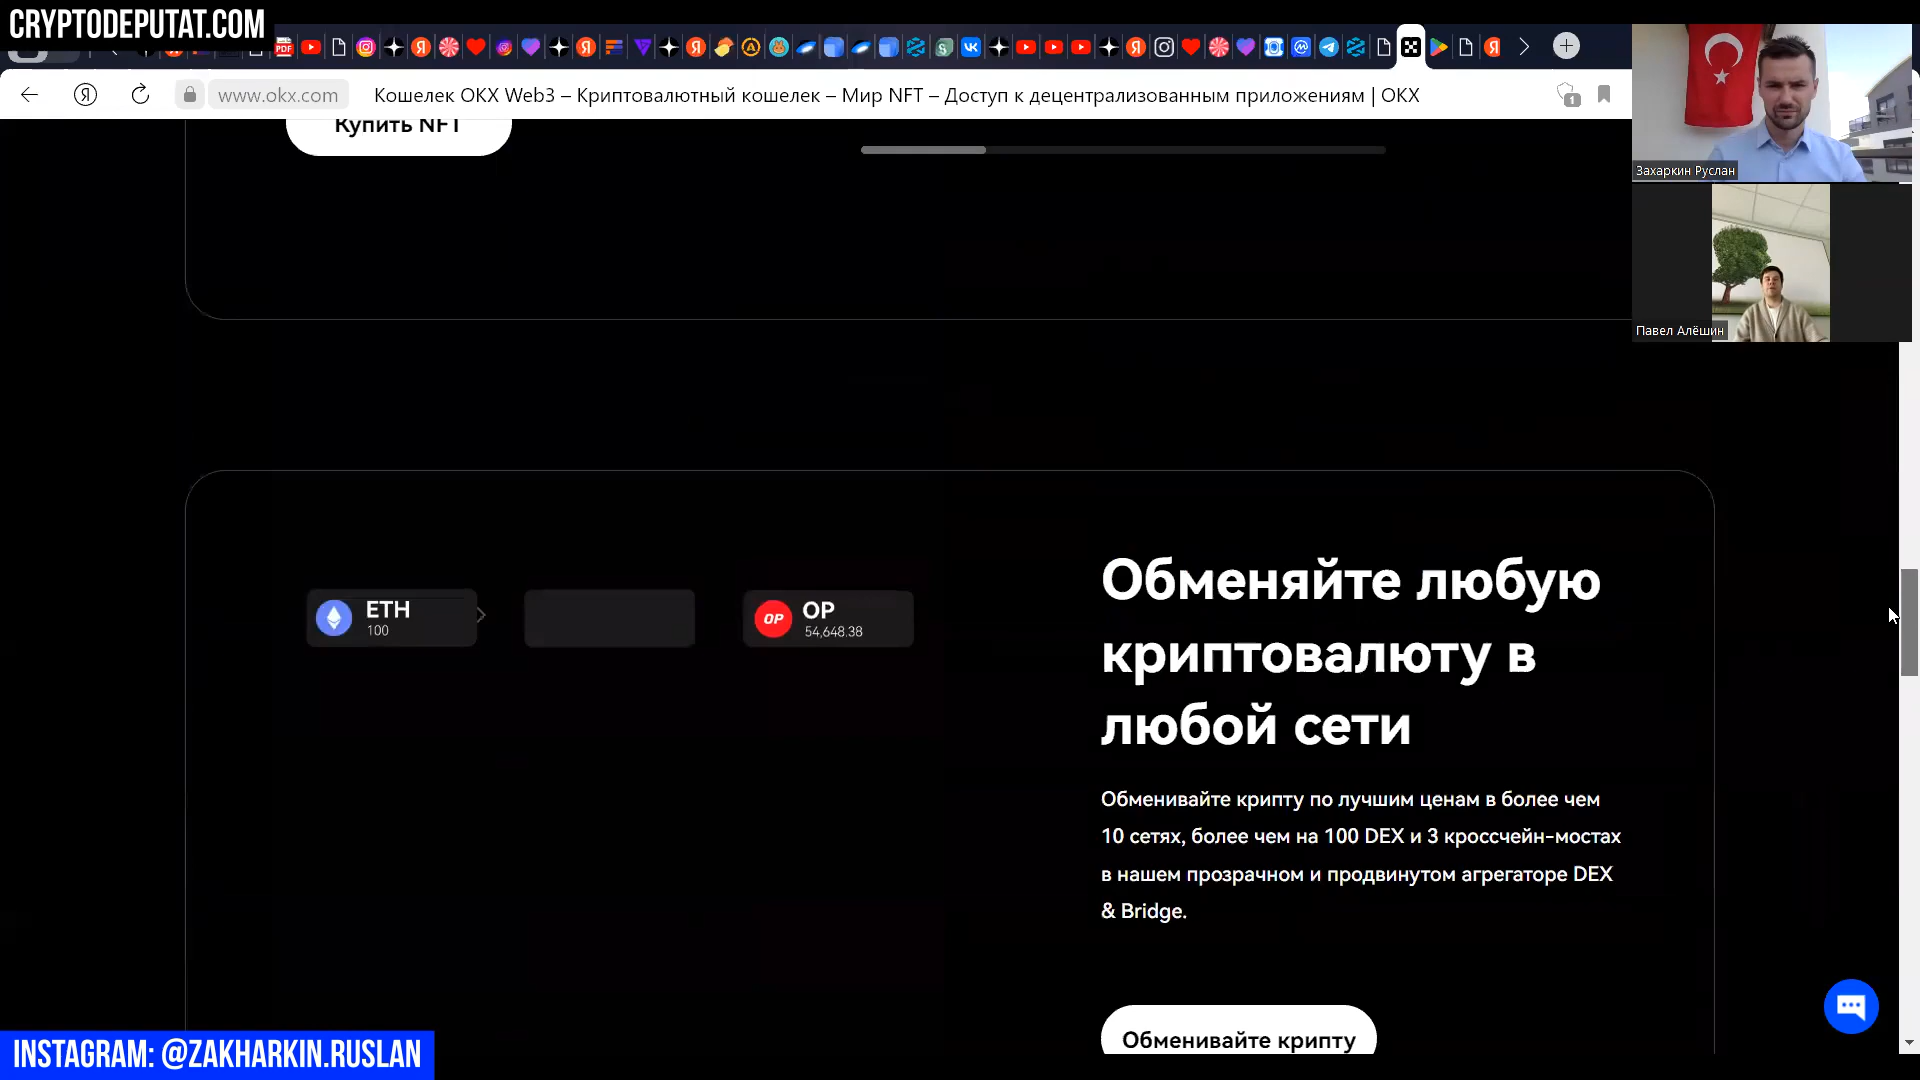 CRYPTODEPUTAT.COM
www.okx.com
Кошелек OKX Web3 – Криптовалютный кошелек – Мир NFT – Доступ к децентрализованным приложениям | OKX
1
Купить NFT
Захаркин Руслан
Павел Алёшин
ETH
100
OP
OP
54,648.38
Обменяйте любую
криптовалюту в
любой сети
Обменивайте крипту по лучшим ценам в более чем
10 сетях, более чем на 100 DEX и 3 кроссчейн-мостах
в нашем прозрачном и продвинутом агрегаторе DEX
& Bridge.
Обменивайте крипту
INSTAGRAM: @ZAKHARKIN.RUSLAN